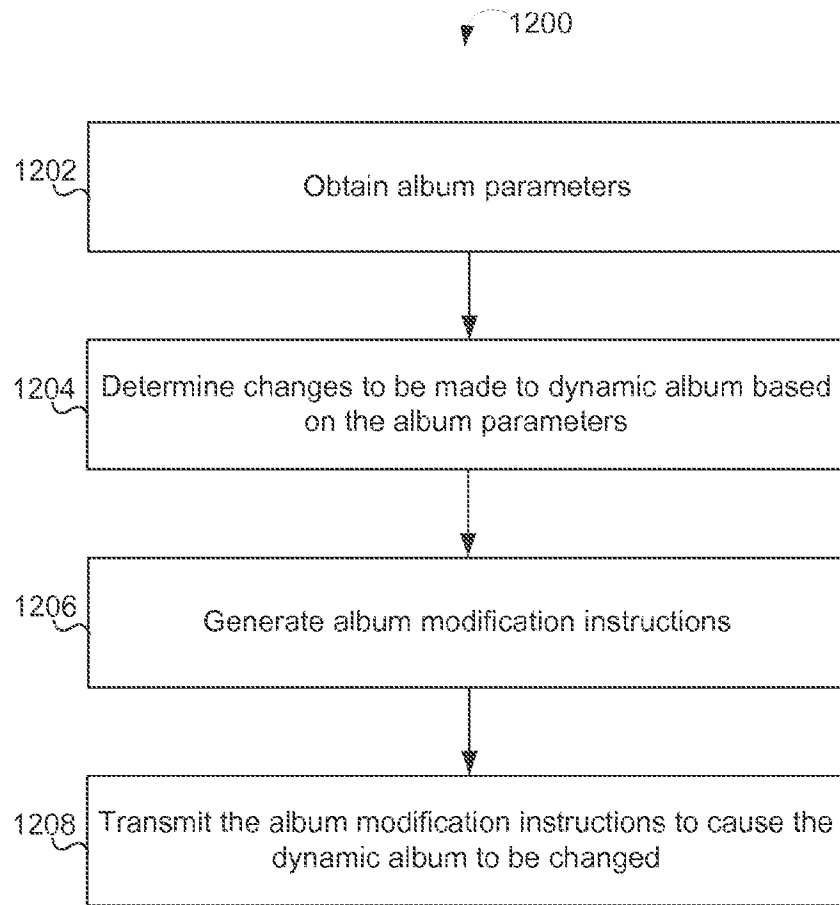 1200
1202
Obtain album parameters
1204
Determine changes to be made to dynamic album based
on the album parameters
1206
Generate album modification instructions
1208
Transmit the album modification instructions to cause the
dynamic album to be changed